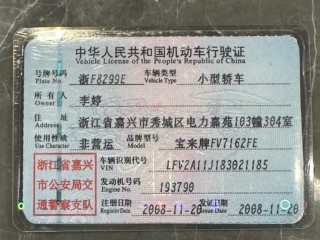 中华人民共和国机动车行驶证
Vehicle License of the People's Republic of China
号牌号码 浙F8299E 车辆类型 小型轿车
Plate No. Vehicle Type
所有人 李婷
Owner
住址 浙江省嘉兴市秀城区电力嘉苑103幢304室
Address
使用性质 非营运 品牌型号 宝来牌FV7162FE
Use Character Model
浙江省嘉兴 车辆识别代号 LFV2A11J183021185
VIN
市公安局交 发动机号码 193790
Engine No.
通警察支队 注册日期 2008-11-20 发证日期 2008-11-20
Register Date Issue Date